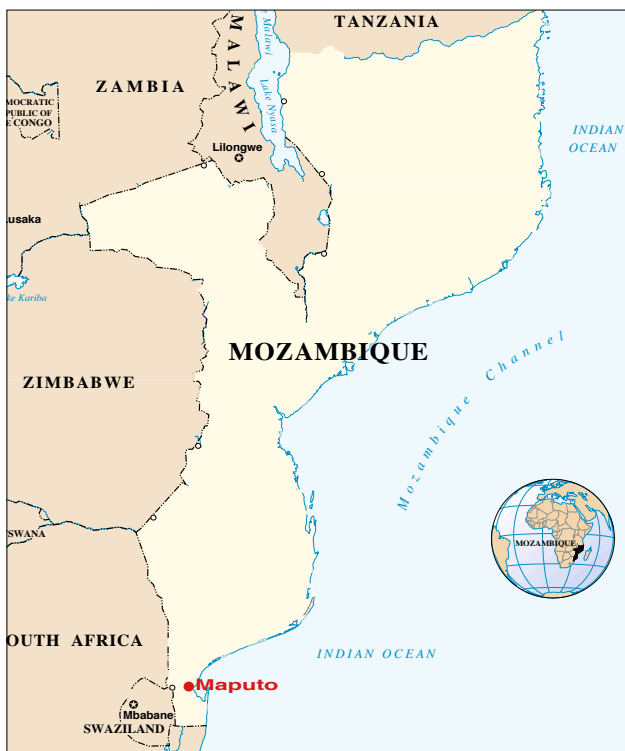 TANZANIA
Malawi
MALAWI
ZAMBIA
Lake Nyasa
MOCRATIC
PUBLIC OF
E CONGO
INDIAN
OCEAN
Lilongwe
usaka
ke Kariba
MOZAMBIQUE
Mozambique Channel
ZIMBABWE
SWANA
MOZAMBIQUE
OUTH AFRICA
INDIAN OCEAN
Maputo
Mbabane
SWAZILAND